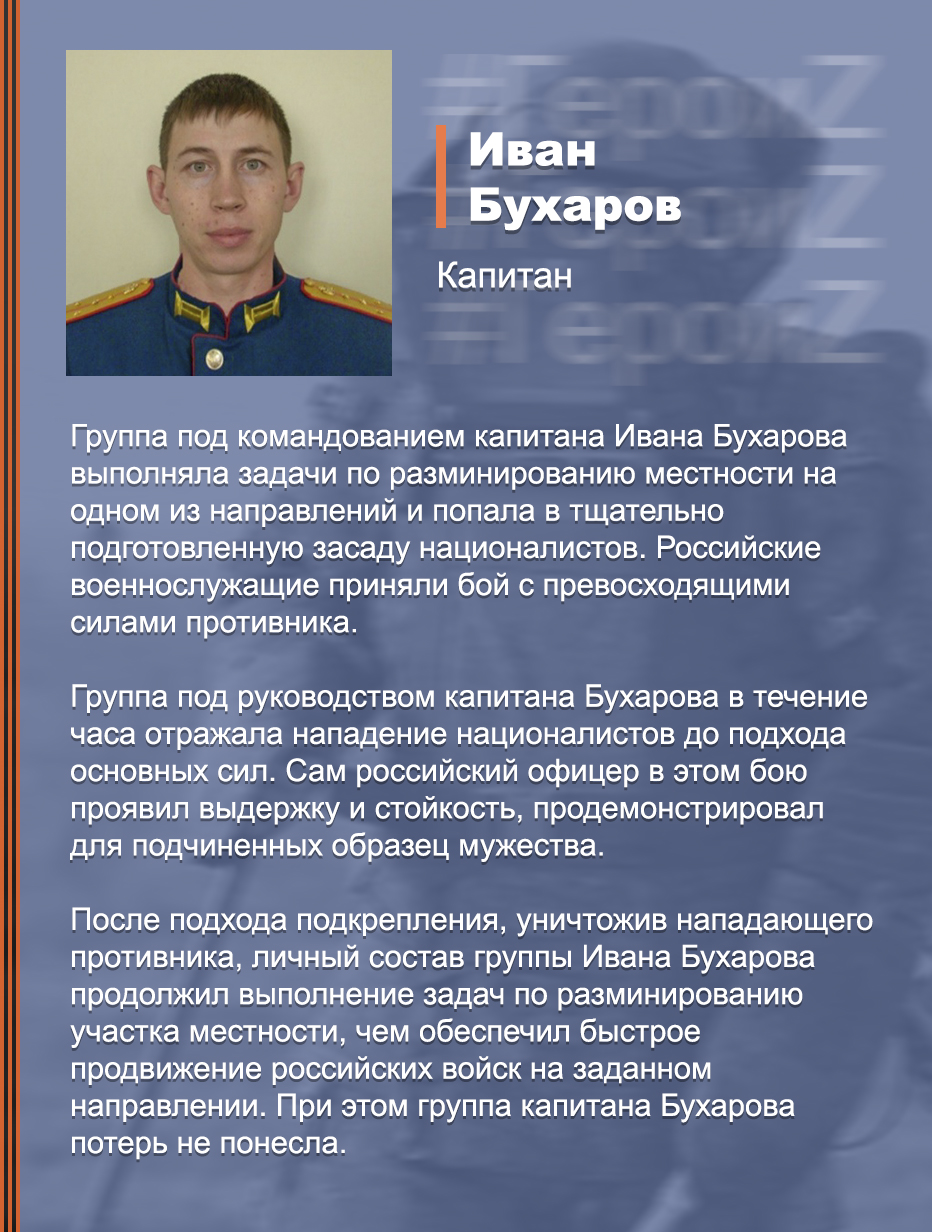 #ГероиZ
#ГероиZ
#ГероиZ
Иван
Бухаров
Капитан
Группа под командованием капитана Ивана Бухарова
выполняла задачи по разминированию местности на
одном из направлений и попала в тщательно
подготовленную засаду националистов. Российские
военнослужащие приняли бой с превосходящими
силами противника.
Группа под руководством капитана Бухарова в течение
часа отражала нападение националистов до подхода
основных сил. Сам российский офицер в этом бою
проявил выдержку и стойкость, продемонстрировал
для подчиненных образец мужества.
После подхода подкрепления, уничтожив нападающего
противника, личный состав группы Ивана Бухарова
продолжил выполнение задач по разминированию
участка местности, чем обеспечил быстрое
продвижение российских войск на заданном
направлении. При этом группа капитана Бухарова
потерь не понесла.